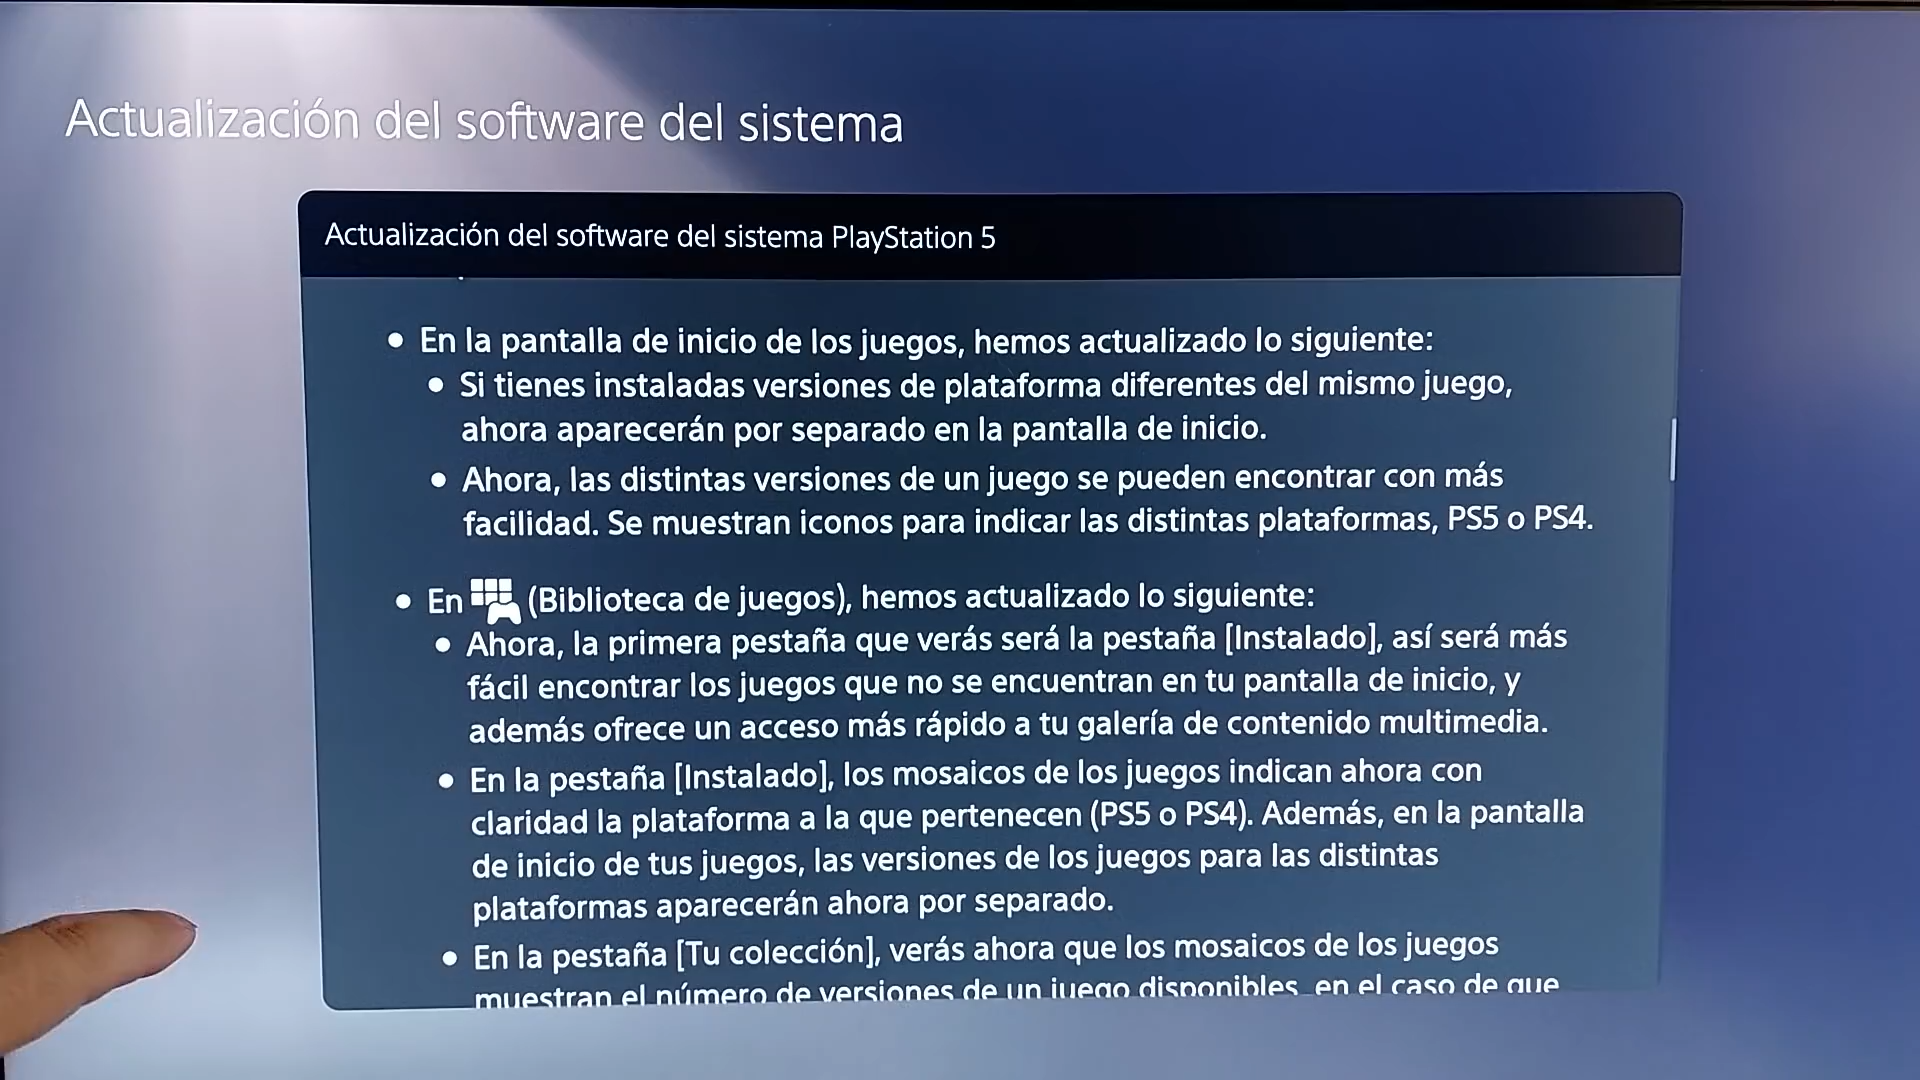 Actualización del software del sistema
Actualización del software del sistema PlayStation 5
• En la pantalla de inicio de los juegos, hemos actualizado lo siguiente:
• Si tienes instaladas versiones de plataforma diferentes del mismo juego,
ahora aparecerán por separado en la pantalla de inicio.
• Ahora, las distintas versiones de un juego se pueden encontrar con más
facilidad. Se muestran iconos para indicar las distintas plataformas, PS5 o PS4.
• En (Biblioteca de juegos), hemos actualizado lo siguiente:
• Ahora, la primera pestaña que verás será la pestaña [Instalado], así será más
fácil encontrar los juegos que no se encuentran en tu pantalla de inicio, y
además ofrece un acceso más rápido a tu galería de contenido multimedia.
• En la pestaña [Instalado], los mosaicos de los juegos indican ahora con
claridad la plataforma a la que pertenecen (PS5 o PS4). Además, en la pantalla
de inicio de tus juegos, las versiones de los juegos para las distintas
plataformas aparecerán ahora por separado.
• En la pestaña [Tu colección], verás ahora que los mosaicos de los juegos
muestran el número de versiones de un juego disponibles, en el caso de que